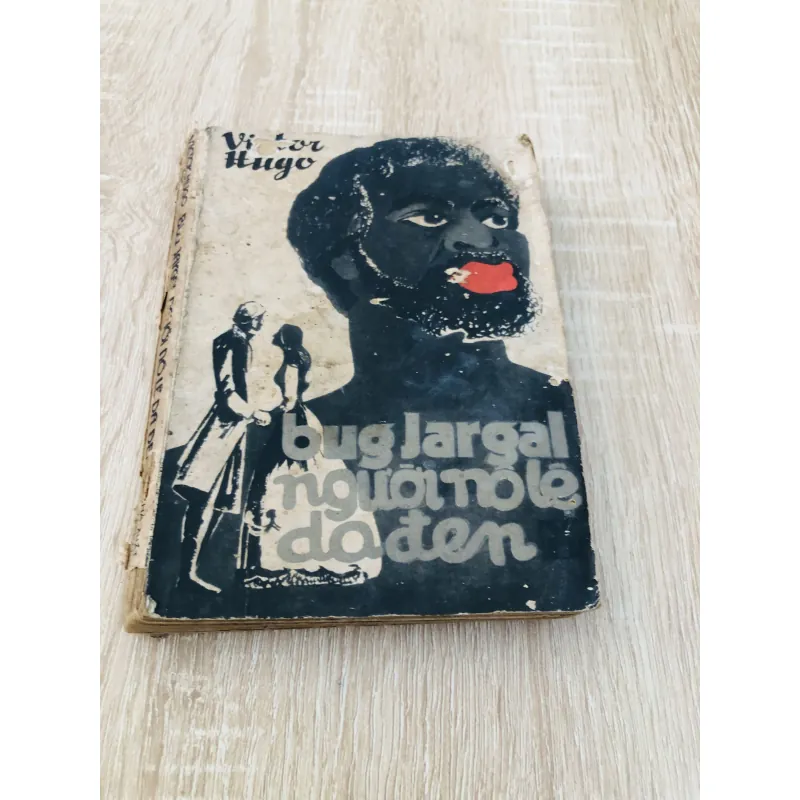 Victor
Hugo
bug Jargal
người nô lệ
da đen